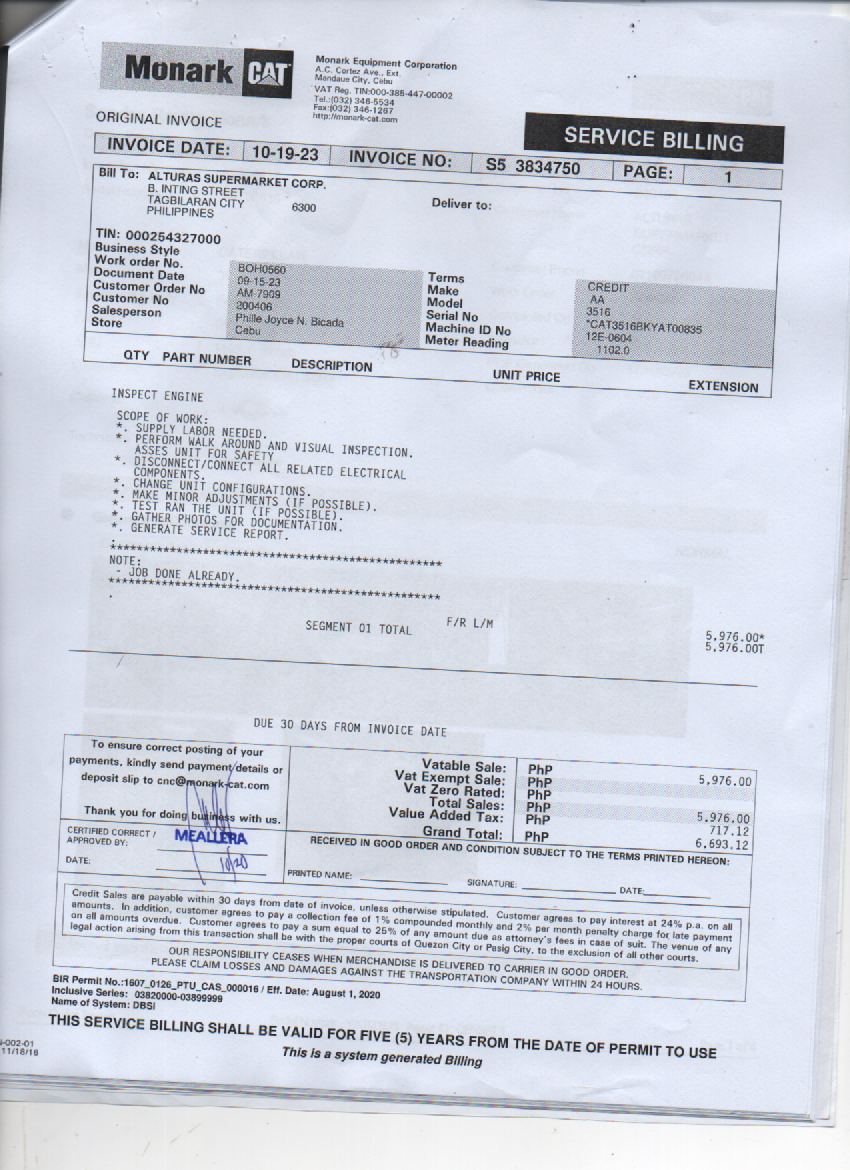 Monark CAT
Monark Equipment Corporation
A.C. Cortez Ave., Ext.
Mandaue City, Cebu
VAT Reg. TIN:000-388-447-00002
Tel.:(032) 346-5534
Fax:(032) 346-1267
http://monark-cat.com
ORIGINAL INVOICE
SERVICE BILLING
INVOICE DATE: 10-19-23 INVOICE NO: S5 3834750 PAGE: 1
Bill To: ALTURAS SUPERMARKET CORP.
B. INTING STREET
TAGBILARAN CITY 6300
PHILIPPINES
Deliver to:
TIN: 000254327000
Business Style
Work order No. BOH0560
Document Date 09-15-23
Customer Order No AM-7909
Customer No 200406
Salesperson Phille Joyce N. Bicada
Store Cebu
Terms CREDIT
Make AA
Model 3516
Serial No *CAT3516BKYAT00835
Machine ID No 12E-0604
Meter Reading 1102.0
QTY PART NUMBER DESCRIPTION UNIT PRICE EXTENSION
INSPECT ENGINE
SCOPE OF WORK:
*. SUPPLY LABOR NEEDED.
*. PERFORM WALK AROUND AND VISUAL INSPECTION.
ASSES UNIT FOR SAFETY
*. DISCONNECT/CONNECT ALL RELATED ELECTRICAL
COMPONENTS.
*. CHANGE UNIT CONFIGURATIONS.
*. MAKE MINOR ADJUSTMENTS (IF POSSIBLE).
*. TEST RAN THE UNIT (IF POSSIBLE).
*. GATHER PHOTOS FOR DOCUMENTATION.
*. GENERATE SERVICE REPORT.
.
**************************************************
NOTE:
- JOB DONE ALREADY.
**************************************************
.
F/R L/M 5,976.00*
SEGMENT 01 TOTAL 5,976.00T
DUE 30 DAYS FROM INVOICE DATE
To ensure correct posting of your
payments, kindly send payment details or
deposit slip to cnc@monark-cat.com
Thank you for doing business with us.
CERTIFIED CORRECT /
APPROVED BY: MEALLERA
DATE: 10/20
Vatable Sale: PhP 5,976.00
Vat Exempt Sale: PhP
Vat Zero Rated: PhP
Total Sales: PhP 5,976.00
Value Added Tax: PhP 717.12
Grand Total: PhP 6,693.12
RECEIVED IN GOOD ORDER AND CONDITION SUBJECT TO THE TERMS PRINTED HEREON:
PRINTED NAME: SIGNATURE: DATE:
Credit Sales are payable within 30 days from date of invoice, unless otherwise stipulated. Customer agrees to pay interest at 24% p.a. on all
amounts. In addition, customer agrees to pay a collection fee of 1% compounded monthly and 2% per month penalty charge for late payment
on all amounts overdue. Customer agrees to pay a sum equal to 25% of any amount due as attorney's fees in case of suit. The venue of any
legal action arising from this transaction shall be with the proper courts of Quezon City or Pasig City, to the exclusion of all other courts.
OUR RESPONSIBILITY CEASES WHEN MERCHANDISE IS DELIVERED TO CARRIER IN GOOD ORDER.
PLEASE CLAIM LOSSES AND DAMAGES AGAINST THE TRANSPORTATION COMPANY WITHIN 24 HOURS.
BIR Permit No.:1607_0126_PTU_CAS_000016 / Eff. Date: August 1, 2020
Inclusive Series: 03820000-03899999
Name of System: DBSI
THIS SERVICE BILLING SHALL BE VALID FOR FIVE (5) YEARS FROM THE DATE OF PERMIT TO USE
This is a system generated Billing
-002-01
11/18/16